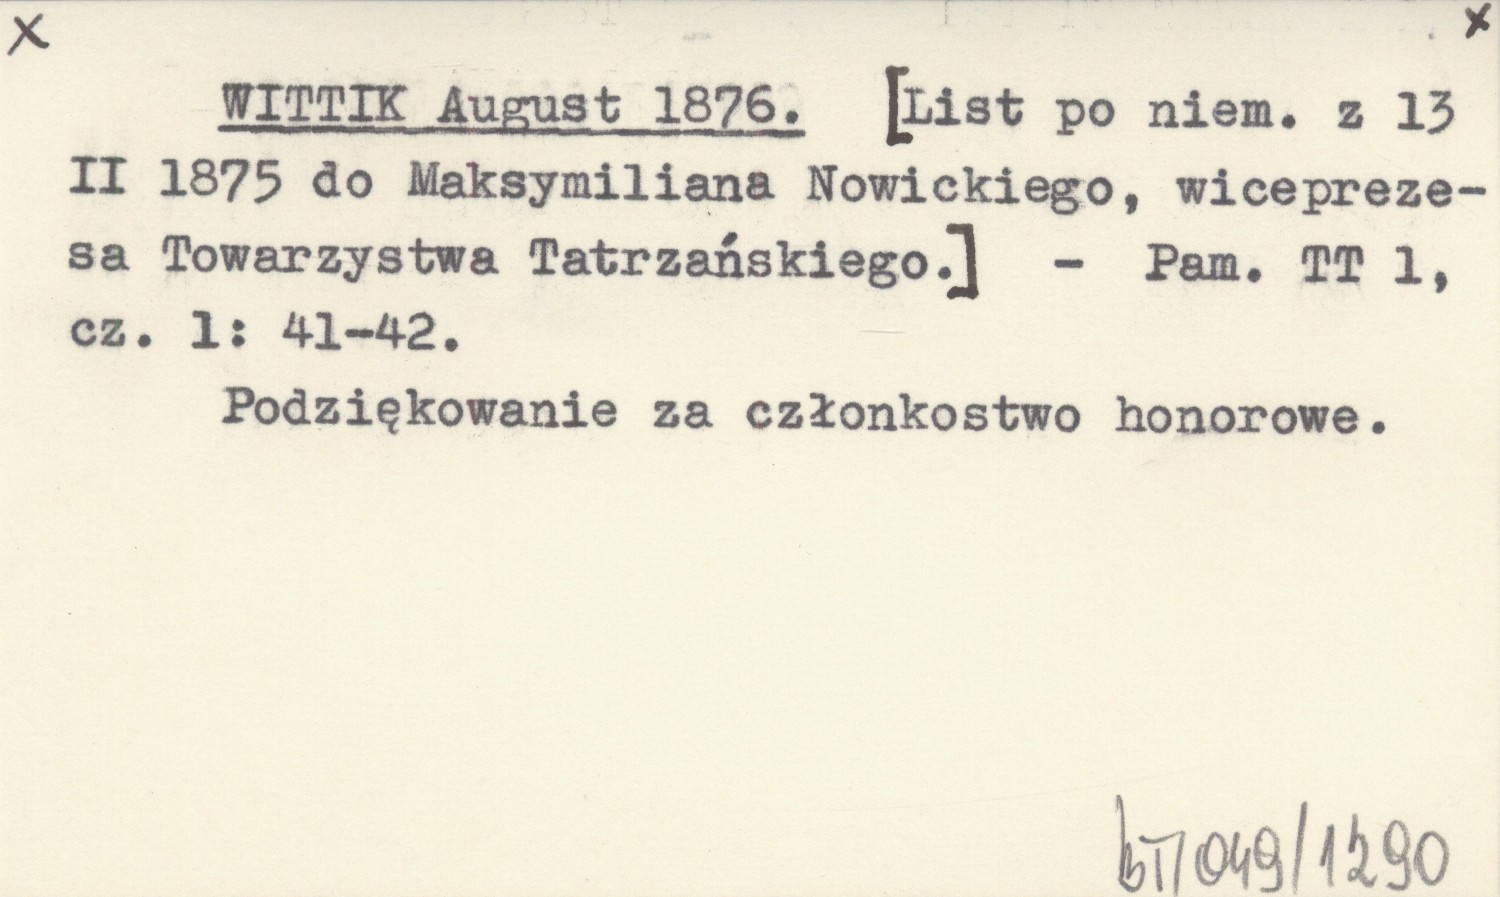 x x
WITTIK August 1876. [List po niem. z 13
II 1875 do Maksymiliana Nowickiego, wicepreze-
sa Towarzystwa Tatrzańskiego.] - Pam. TT 1,
cz. 1: 41-42.
Podziękowanie za członkostwo honorowe.
BT/049/1290